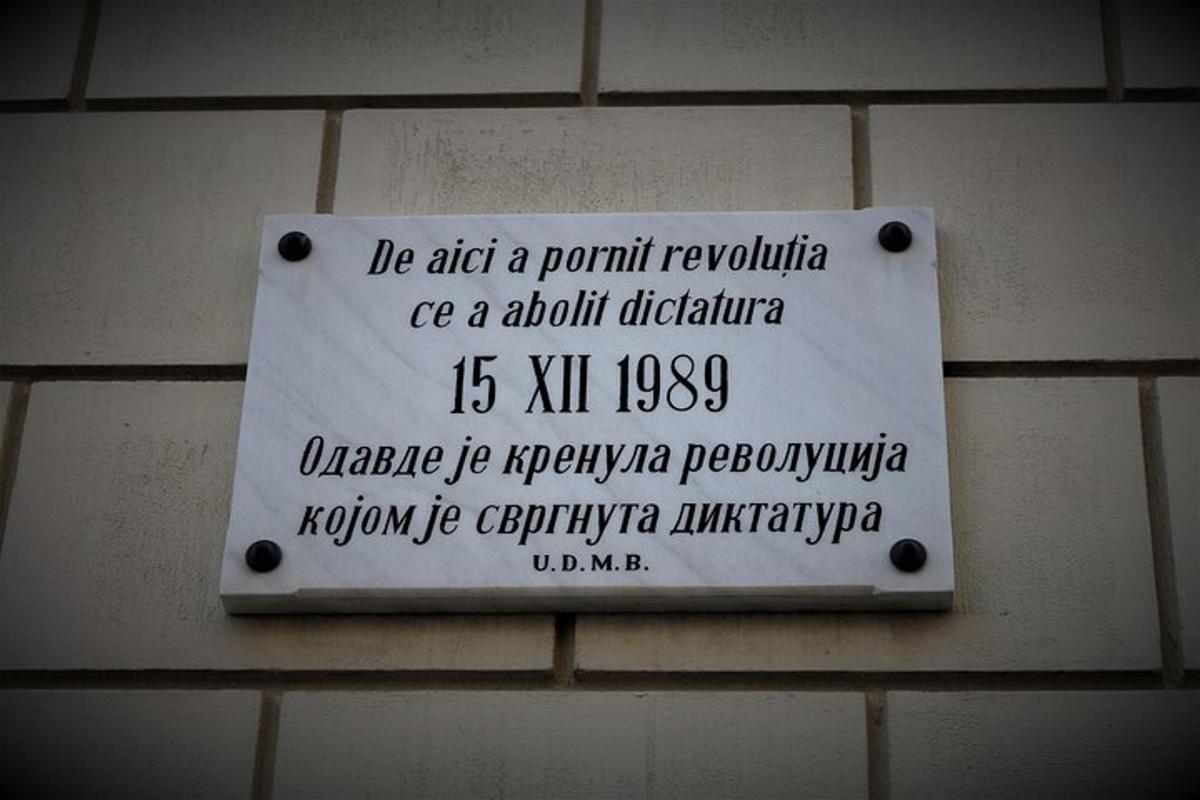 De aici a pornit revoluția
ce a abolit dictatura
15 XII 1989
Одавде је кренула револуција
којом је свргнута диктатура
U.D.M.B.